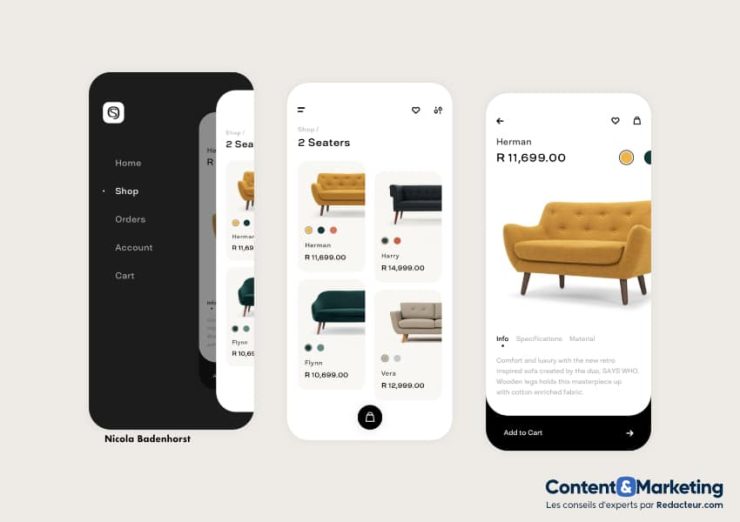 Home
Shop
Orders
Account
Cart
Shop /
2 Sea
Herman
R 11,69
Flynn
R 10,69
Info
Nicola Badenhorst
Shop /
2 Seaters
Herman
R 11,699.00
Harry
R 14,999.00
Flynn
R 10,699.00
Vera
R 12,999.00
Herman
R 11,699.00
Info Specifications Material
Comfort and luxury with the new retro
inspired sofa created by the duo, SAYS WHO.
Wooden legs holds this masterpiece up
with cotton enriched fabric.
Add to Cart
Content&Marketing
Les conseils d'experts par Redacteur.com